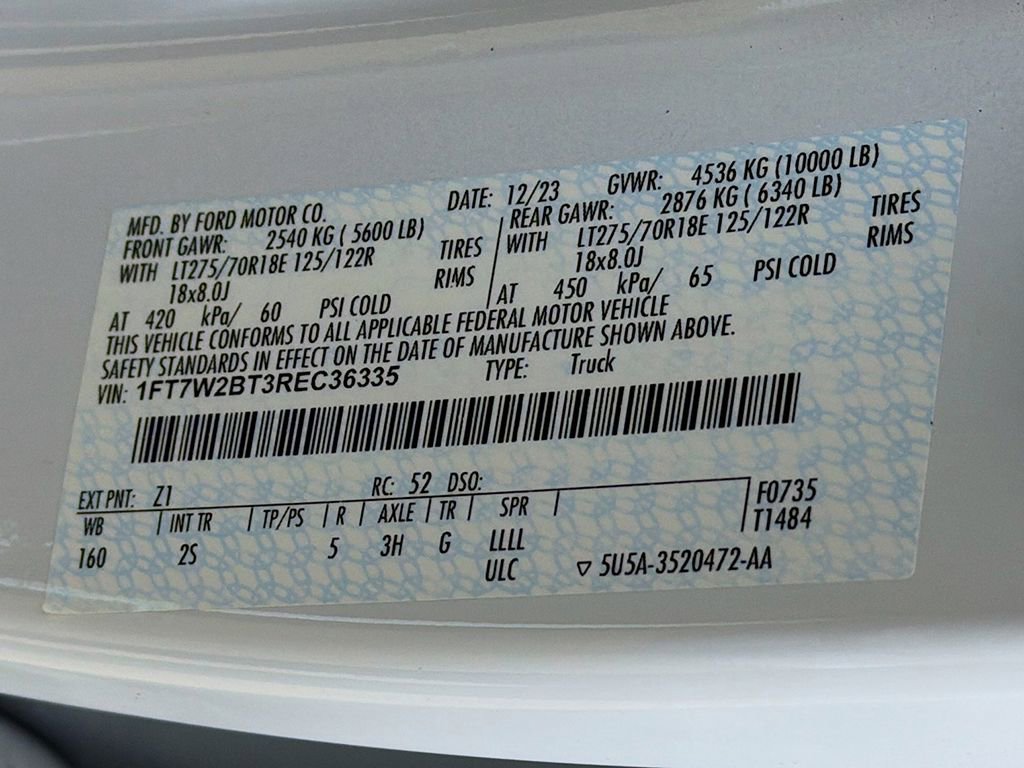 MFD. BY FORD MOTOR CO. DATE: 12/23 GVWR: 4536 KG (10000 LB)
FRONT GAWR: 2540 KG ( 5600 LB) REAR GAWR: 2876 KG ( 6340 LB)
WITH LT275/70R18E 125/122R TIRES WITH LT275/70R18E 125/122R TIRES
18x8.0J RIMS 18x8.0J RIMS
AT 420 kPa/ 60 PSI COLD AT 450 kPa/ 65 PSI COLD
THIS VEHICLE CONFORMS TO ALL APPLICABLE FEDERAL MOTOR VEHICLE
SAFETY STANDARDS IN EFFECT ON THE DATE OF MANUFACTURE SHOWN ABOVE.
VIN: 1FT7W2BT3REC36335 TYPE: Truck
EXT PNT: Z1 RC: 52 DSO:
WB INT TR TP/PS R AXLE TR SPR F0735
160 2S 5 3H G LLLL T1484
ULC ▽ 5U5A-3520472-AA